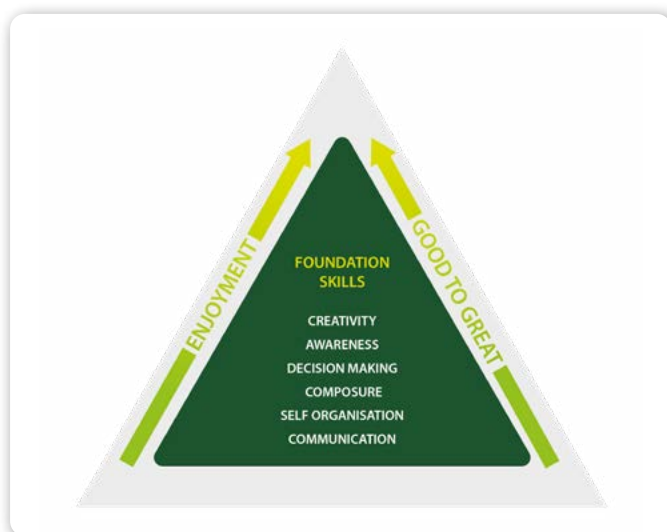 ENJOYMENT
GOOD TO GREAT
FOUNDATION
SKILLS
CREATIVITY
AWARENESS
DECISION MAKING
COMPOSURE
SELF ORGANISATION
COMMUNICATION